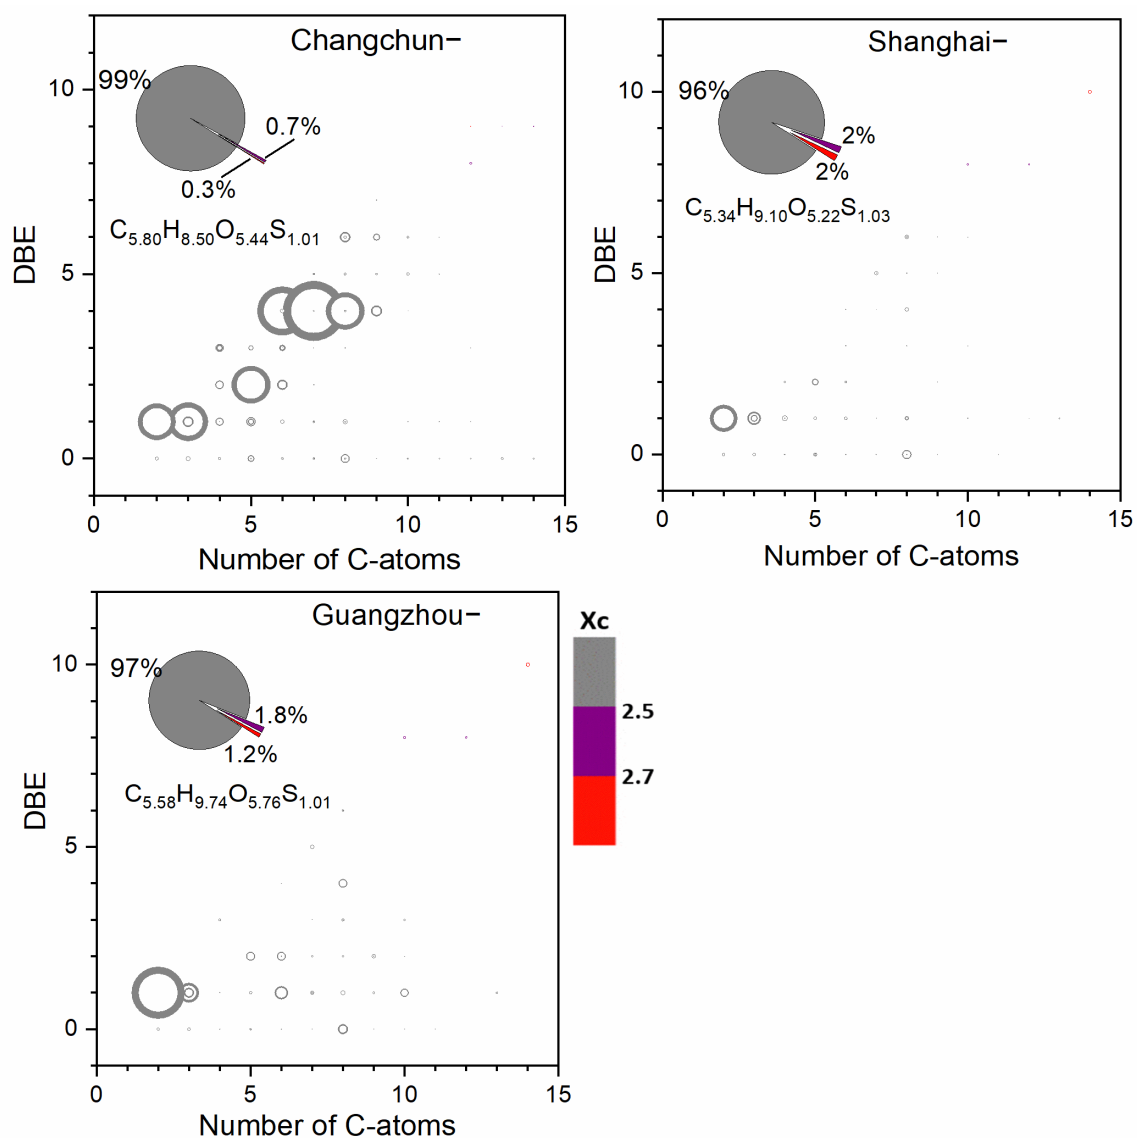 Changchun−
99%
0.7%
0.3%
C5.80H8.50O5.44S1.01
10
5
0
DBE
0 5 10 15
Number of C-atoms
Shanghai−
96%
2%
2%
C5.34H9.10O5.22S1.03
10
5
0
DBE
0 5 10 15
Number of C-atoms
Guangzhou−
97%
1.8%
1.2%
C5.58H9.74O5.76S1.01
10
5
0
DBE
0 5 10 15
Number of C-atoms
Xc
2.5
2.7